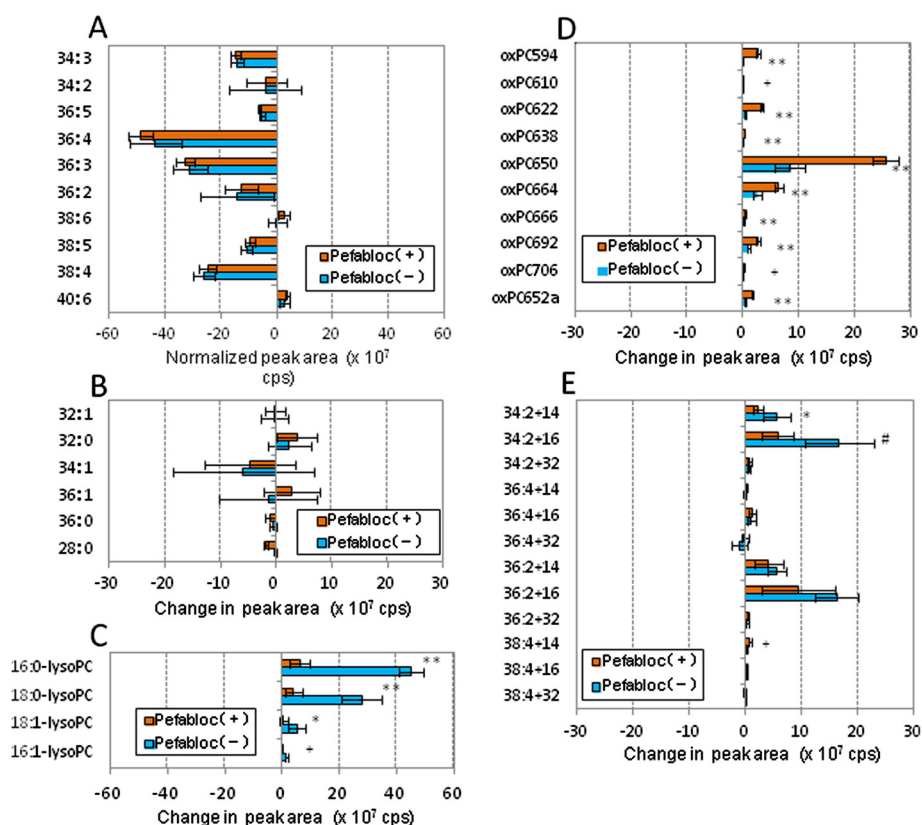 A
34:3
34:2
36:5
36:4
36:3
36:2
38:6
38:5
38:4
40:6
Pefabloc(+)
Pefabloc(−)
-60 -40 -20 0 20 40 60
Normalized peak area (x 10⁷
cps)
B
32:1
32:0
34:1
36:1
36:0
28:0
Pefabloc(+)
Pefabloc(−)
-30 -20 -10 0 10 20 30
Change in peak area (x 10⁷ cps)
C
16:0-lysoPC
18:0-lysoPC
18:1-lysoPC
16:1-lysoPC
**
**
*
+
Pefabloc(+)
Pefabloc(−)
-60 -40 -20 0 20 40 60
Change in peak area (x 10⁷ cps)
D
oxPC594 **
oxPC610 +
oxPC622 **
oxPC638 **
oxPC650 **
oxPC664 **
oxPC666 **
oxPC692 **
oxPC706 +
oxPC652a **
Pefabloc(+)
Pefabloc(−)
-30 -20 -10 0 10 20 30
Change in peak area (x 10⁷ cps)
E
34:2+14 *
34:2+16 #
34:2+32
36:4+14
36:4+16
36:4+32
36:2+14
36:2+16
36:2+32
38:4+14 +
38:4+16
38:4+32
Pefabloc(+)
Pefabloc(−)
-30 -20 -10 0 10 20 30
Change in peak area (x 10⁷ cps)